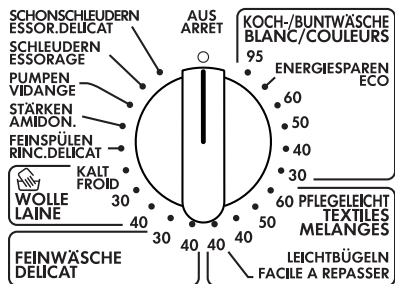 SCHONSCHLEUDERN
ESSOR.DELICAT
SCHLEUDERN
ESSORAGE
PUMPEN
VIDANGE
STÄRKEN
AMIDON.
FEINSPÜLEN
RINC.DELICAT
KALT
FROID
WOLLE
LAINE
30
40
FEINWÄSCHE
DELICAT
30
40
AUS
ARRET
KOCH-/BUNTWÄSCHE
BLANC/COULEURS
95
ENERGIESPAREN
ECO
60
50
40
30
60 PFLEGELEICHT
TEXTILES
MELANGES
50
40
40
LEICHTBÜGELN
FACILE A REPASSER